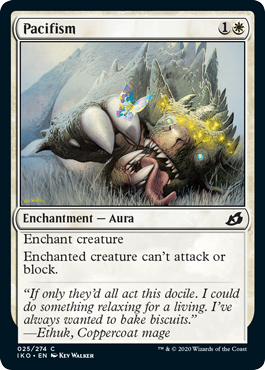 Pacifism 1
Enchantment — Aura
Enchant creature
Enchanted creature can't attack or
block.
"If only they'd all act this docile. I could
do something relaxing for a living. I've
always wanted to bake biscuits."
—Ethuk, Coppercoat mage
025/274 C
IKO • EN Key Walker
™ & © 2020 Wizards of the Coast